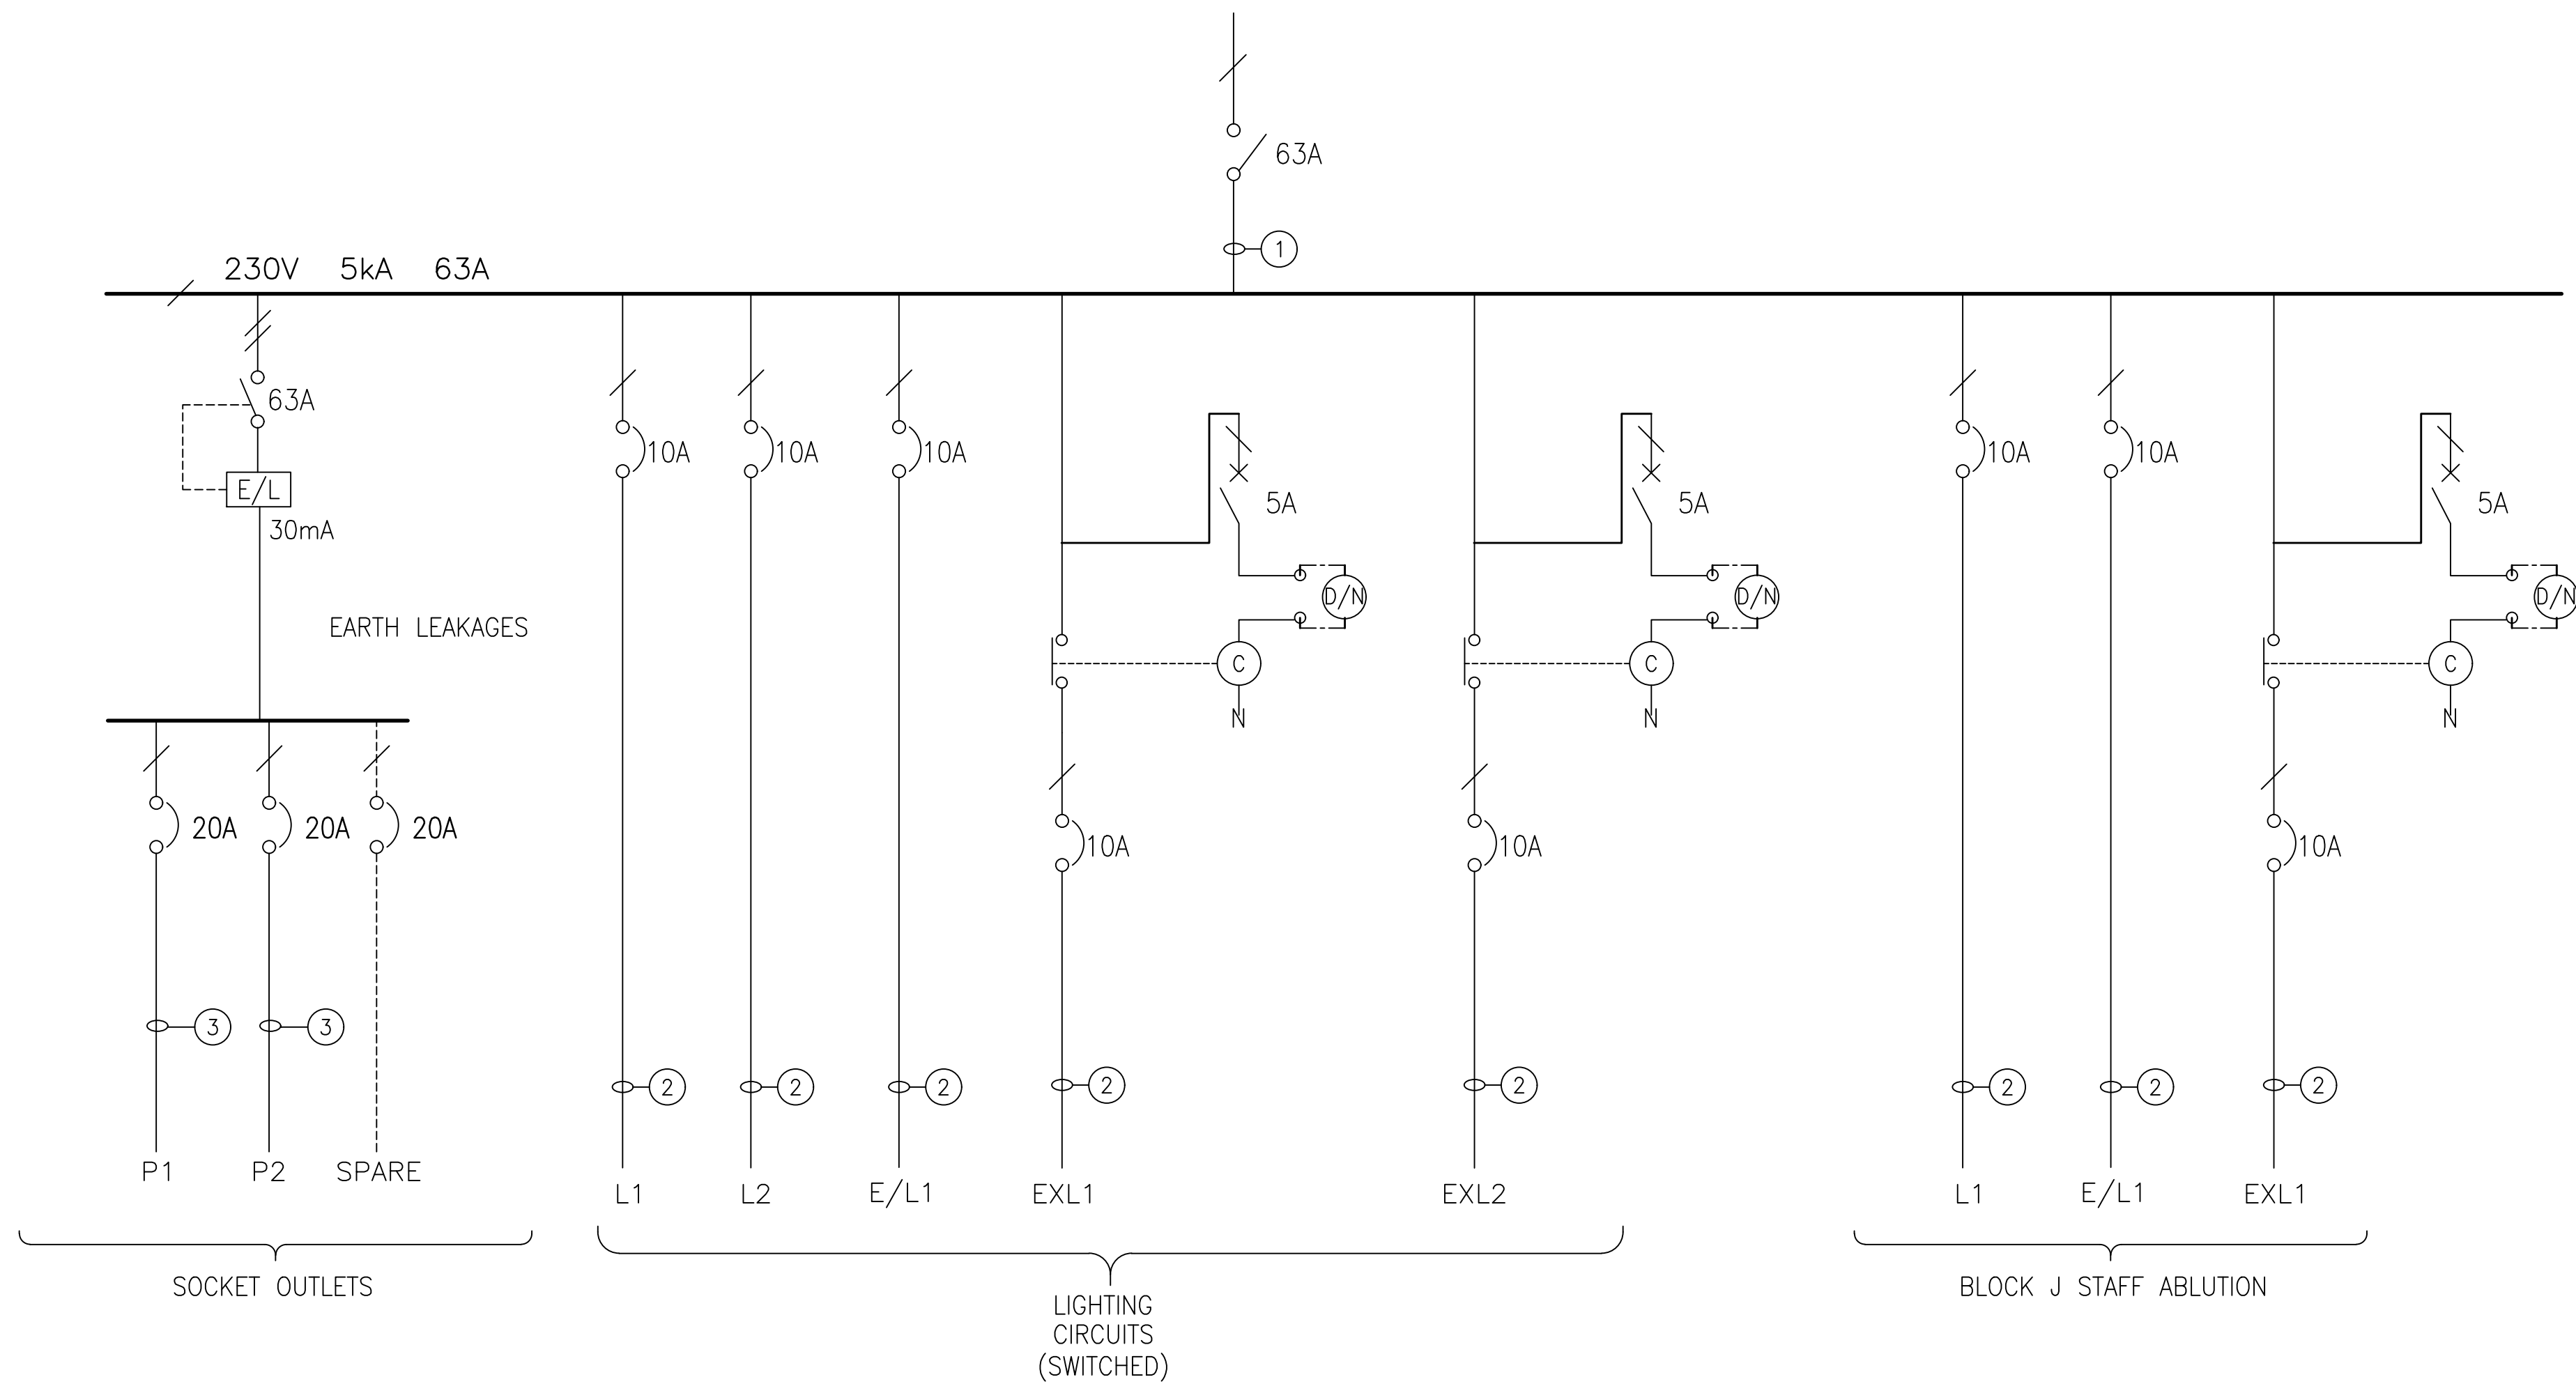 63A
1
230V 5kA 63A
63A
E/L
30mA
EARTH LEAKAGES
10A 10A 10A
5A 5A
D/N D/N
C C
N N
10A 10A
10A 10A
5A
D/N
C
N
10A
20A 20A 20A
3 3
2 2 2 2 2
2 2 2
P1 P2 SPARE
L1 L2 E/L1 EXL1 EXL2
L1 E/L1 EXL1
SOCKET OUTLETS
LIGHTING
CIRCUITS
(SWITCHED)
BLOCK J STAFF ABLUTION